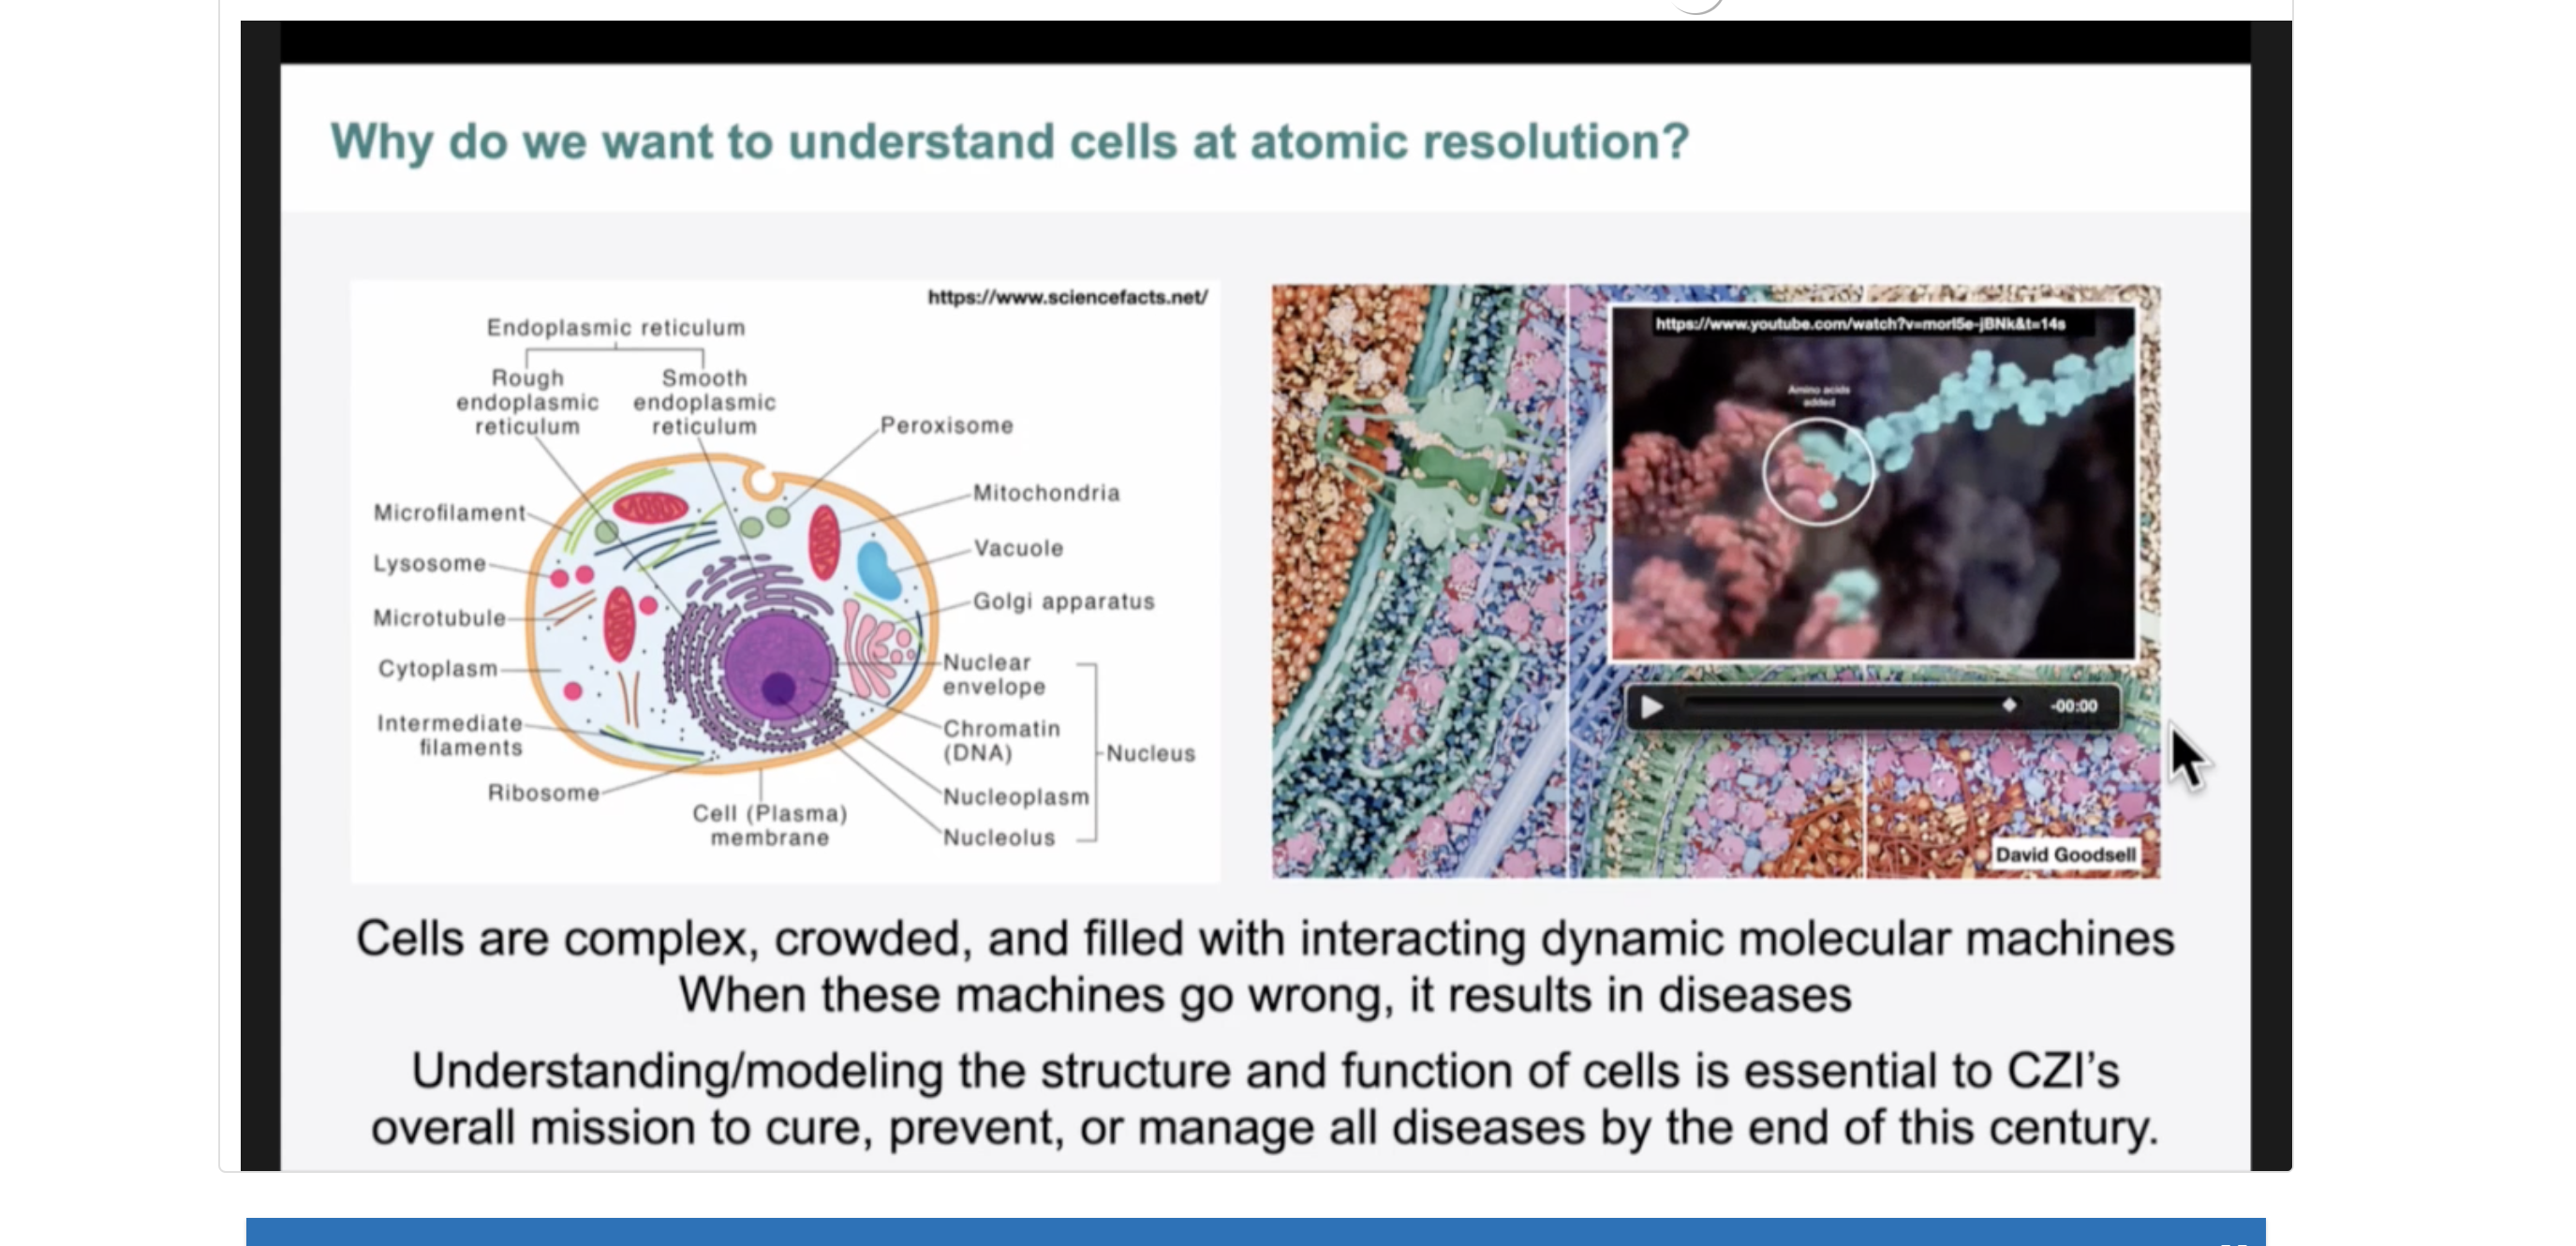 Why do we want to understand cells at atomic resolution?
https://www.sciencefacts.net/
Endoplasmic reticulum
Rough
endoplasmic
reticulum
Smooth
endoplasmic
reticulum
Peroxisome
Mitochondria
Vacuole
Golgi apparatus
Nuclear
envelope
Chromatin
(DNA)
Nucleoplasm
Nucleolus
Nucleus
Microfilament
Lysosome
Microtubule
Cytoplasm
Intermediate
filaments
Ribosome
Cell (Plasma)
membrane
https://www.youtube.com/watch?v=morl5e-jBNk&t=14s
Amino acids
added
-00:00
David Goodsell
Cells are complex, crowded, and filled with interacting dynamic molecular machines
When these machines go wrong, it results in diseases
Understanding/modeling the structure and function of cells is essential to CZI’s
overall mission to cure, prevent, or manage all diseases by the end of this century.